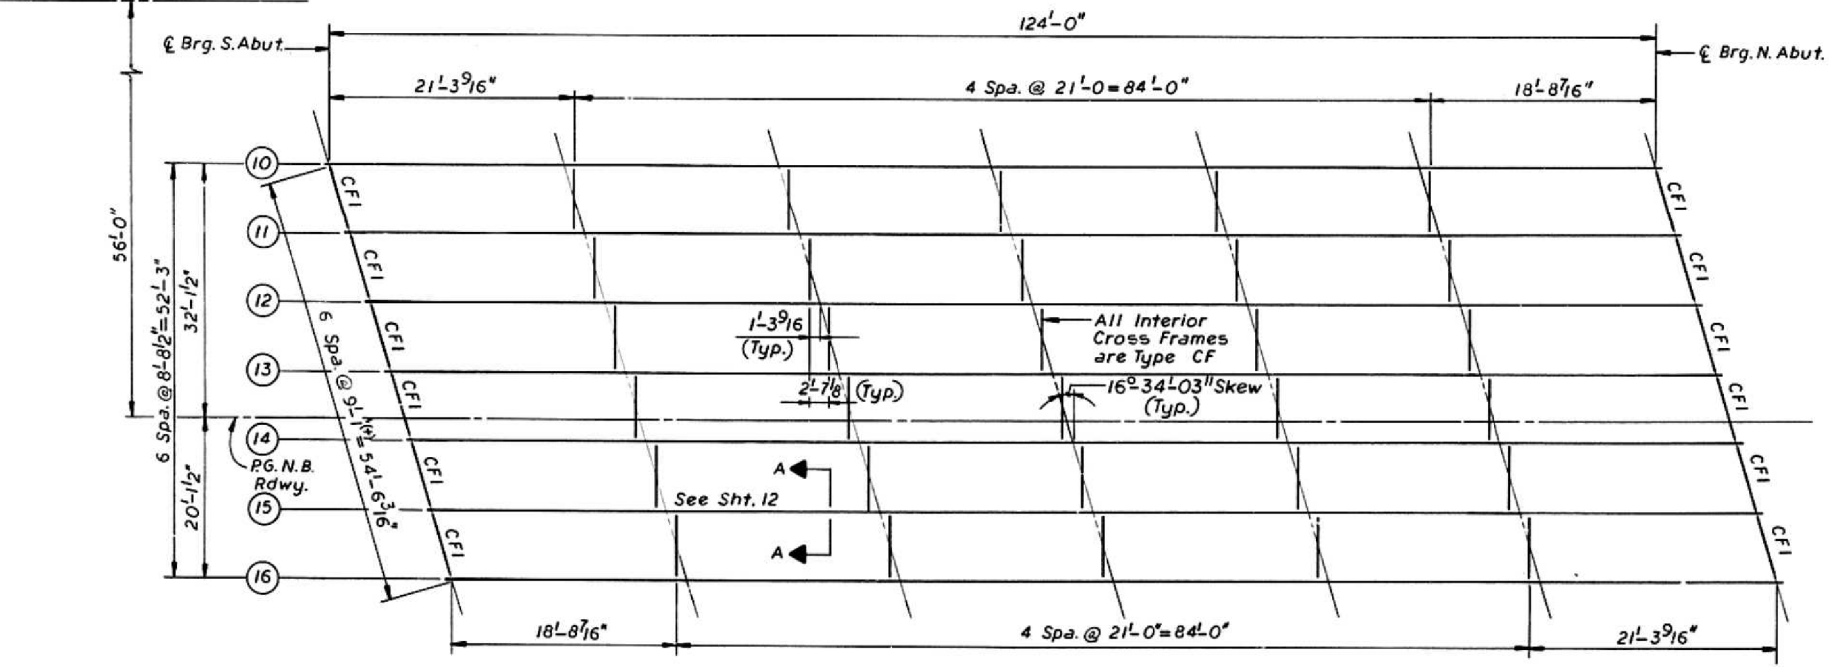 124'-0"
℄ Brg. S. Abut.
℄ Brg. N. Abut.
21'-3 9/16"
4 Spa. @ 21'-0 = 84'-0"
18'-8 7/16"
10
CF1
CF1
11
56'-0"
6 Spa. @ 8'-8 1/2" = 52'-3"
32'-1 1/2"
CF1
CF1
12
1'-3 9/16
(Typ.)
All Interior
Cross Frames
are Type CF
CF1
CF1
6 Spa. @ 9'-1"(+) = 54'-6 3/16"
13
2'-7 1/8 (Typ.)
16°-34'-03" Skew
(Typ.)
CF1
CF1
14
P.G. N.B.
Rdwy.
20'-1 1/2"
A
CF1
CF1
See Sht. 12
15
A
CF1
CF1
16
18'-8 7/16"
4 Spa. @ 21'-0" = 84'-0"
21'-3 9/16"